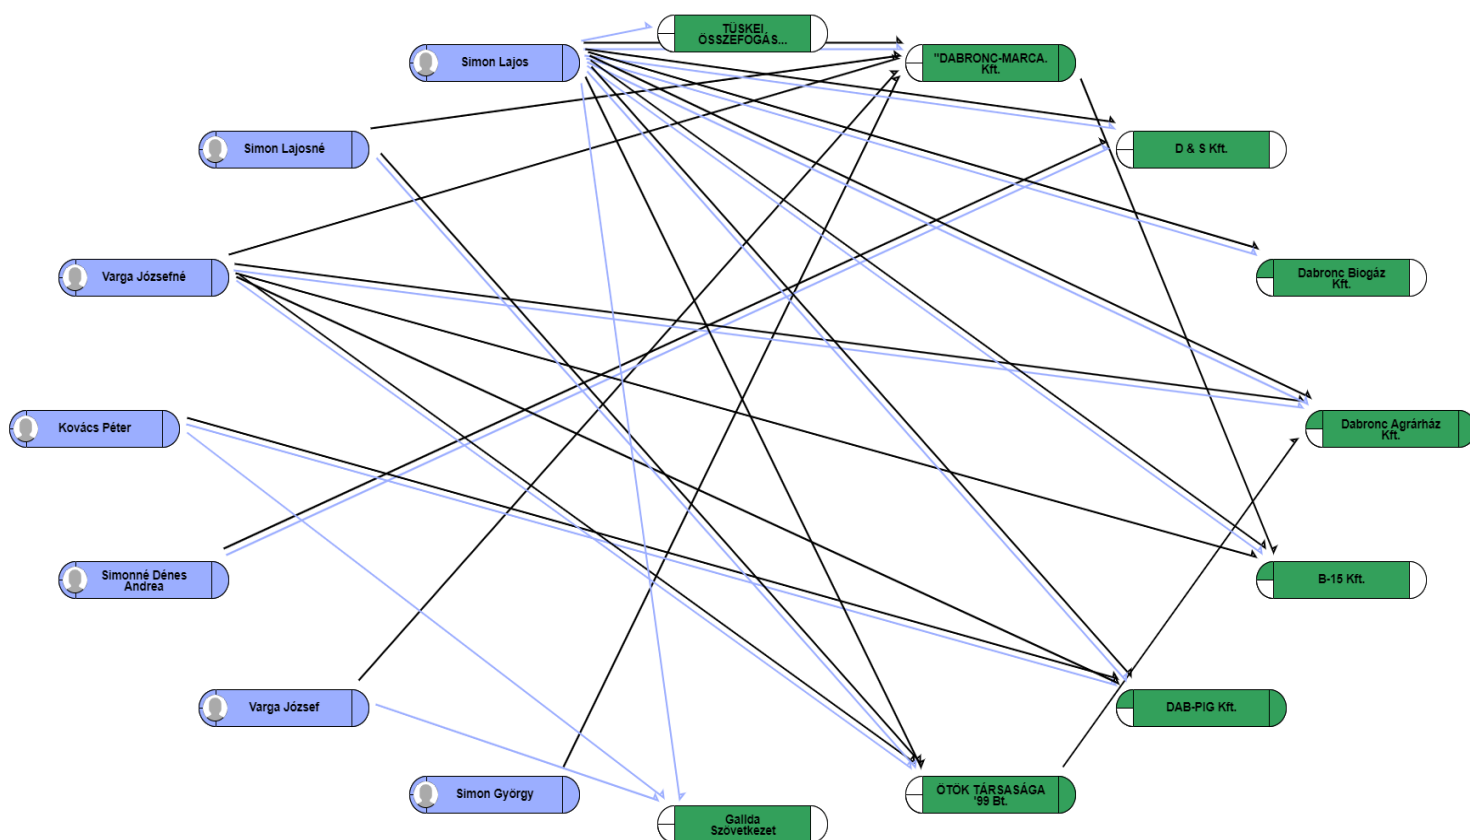 TÜSKEI
ÖSSZEFOGÁS...
Simon Lajos
"DABRONC-MARCA.
Kft.
Simon Lajosné
D & S Kft.
Varga Józsefné
Dabronc Biogáz
Kft.
Kovács Péter
Dabronc Agrárház
Kft.
Simonné Dénes
Andrea
B-15 Kft.
Varga József
DAB-PIG Kft.
Simon György
ÖTÖK TÁRSASÁGA
'99 Bt.
Galida
Szövetkezet